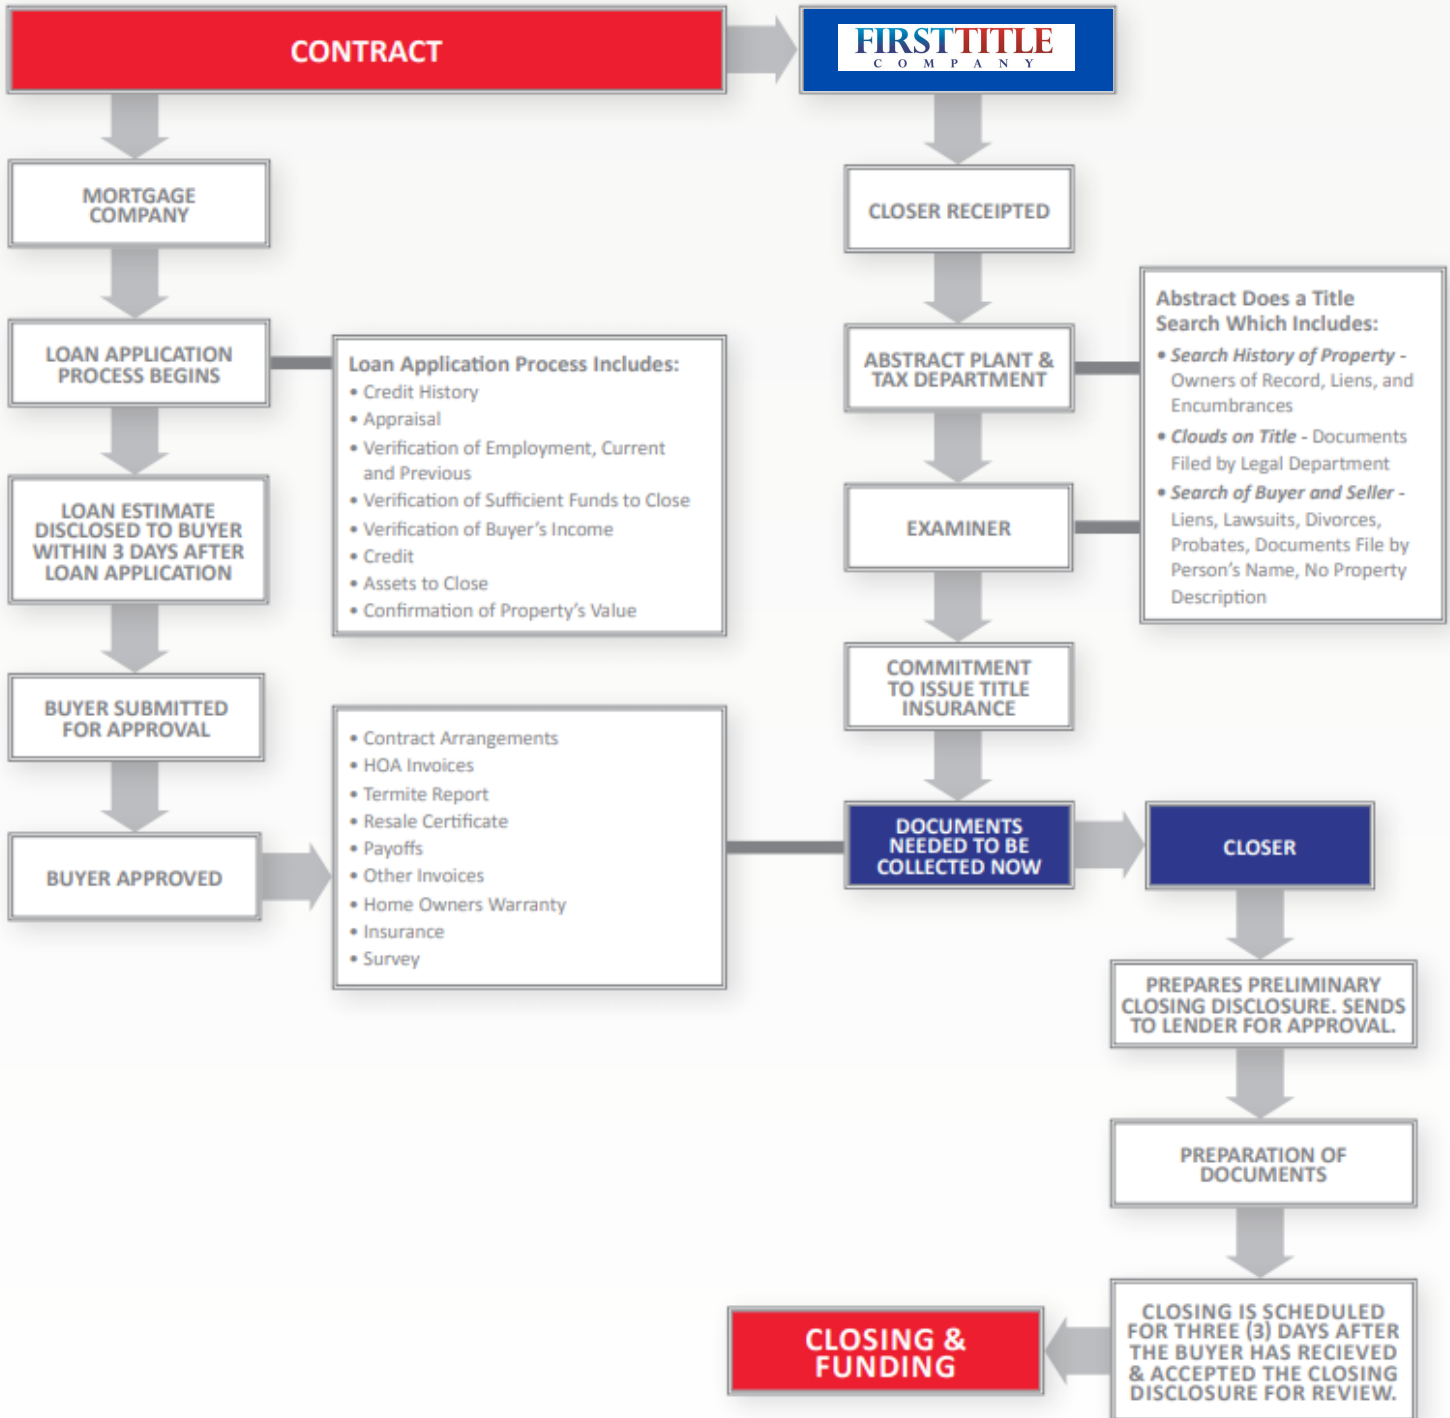 CONTRACT
FIRST TITLE
COMPANY
MORTGAGE
COMPANY
LOAN APPLICATION
PROCESS BEGINS
Loan Application Process Includes:
• Credit History
• Appraisal
• Verification of Employment, Current
and Previous
• Verification of Sufficient Funds to Close
• Verification of Buyer's Income
• Credit
• Assets to Close
• Confirmation of Property's Value
LOAN ESTIMATE
DISCLOSED TO BUYER
WITHIN 3 DAYS AFTER
LOAN APPLICATION
BUYER SUBMITTED
FOR APPROVAL
BUYER APPROVED
• Contract Arrangements
• HOA Invoices
• Termite Report
• Resale Certificate
• Payoffs
• Other Invoices
• Home Owners Warranty
• Insurance
• Survey
CLOSER RECEIPTED
ABSTRACT PLANT &
TAX DEPARTMENT
Abstract Does a Title
Search Which Includes:
• Search History of Property -
Owners of Record, Liens, and
Encumbrances
• Clouds on Title - Documents
Filed by Legal Department
• Search of Buyer and Seller -
Liens, Lawsuits, Divorces,
Probates, Documents File by
Person's Name, No Property
Description
EXAMINER
COMMITMENT
TO ISSUE TITLE
INSURANCE
DOCUMENTS
NEEDED TO BE
COLLECTED NOW
CLOSER
PREPARES PRELIMINARY
CLOSING DISCLOSURE. SENDS
TO LENDER FOR APPROVAL.
PREPARATION OF
DOCUMENTS
CLOSING IS SCHEDULED
FOR THREE (3) DAYS AFTER
THE BUYER HAS RECIEVED
& ACCEPTED THE CLOSING
DISCLOSURE FOR REVIEW.
CLOSING &
FUNDING